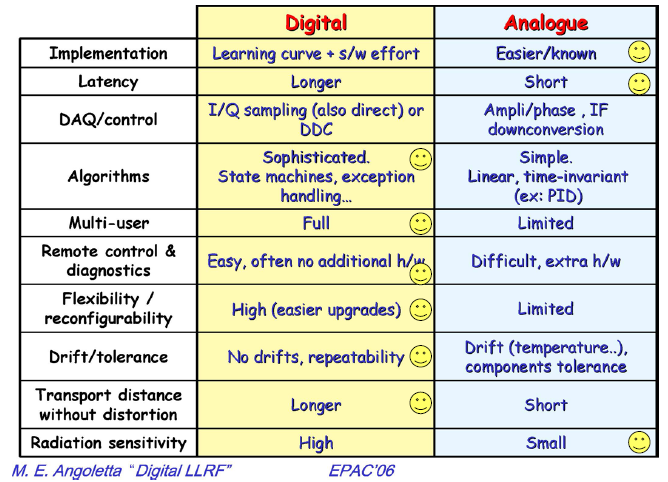 Digital Analogue
Implementation Learning curve + s/w effort Easier/known
Latency Longer Short
DAQ/control I/Q sampling (also direct) or Ampli/phase , IF
DDC downconversion
Algorithms Sophisticated. Simple.
State machines, exception Linear, time-invariant
handling… (ex: PID)
Multi-user Full Limited
Remote control & Easy, often no additional h/w Difficult, extra h/w
diagnostics
Flexibility / High (easier upgrades) Limited
reconfigurability
Drift/tolerance No drifts, repeatability Drift (temperature..),
components tolerance
Transport distance Longer Short
without distortion
Radiation sensitivity High Small
M. E. Angoletta "Digital LLRF" EPAC'06